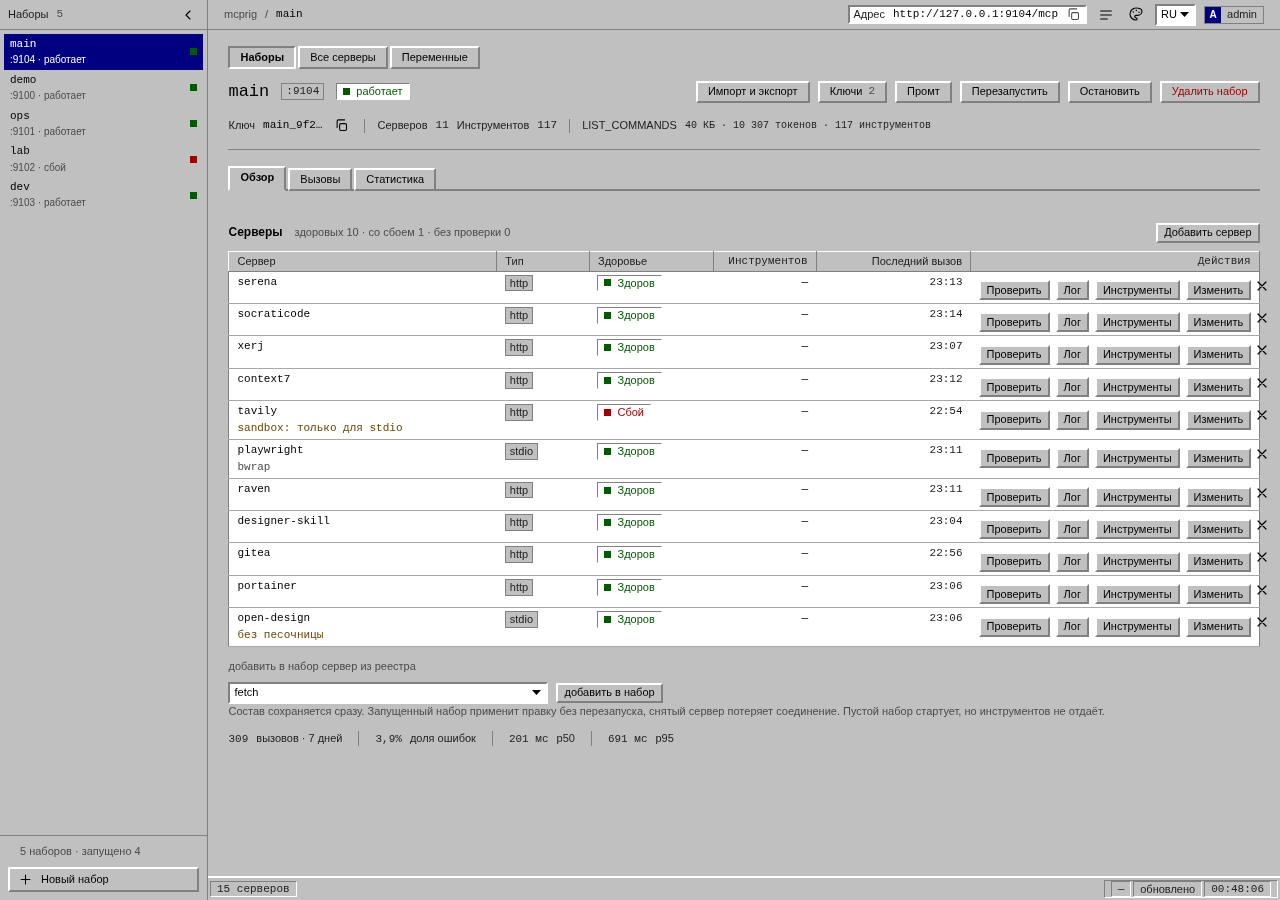 Наборы 5
mcprig / main
Адрес http://127.0.0.1:9104/mcp
RU
A admin
main
:9104 · работает
demo
:9100 · работает
ops
:9101 · работает
lab
:9102 · сбой
dev
:9103 · работает
Наборы Все серверы Переменные
main :9104 работает
Импорт и экспорт Ключи 2 Промт Перезапустить Остановить Удалить набор
Ключ main_9f2… Серверов 11 Инструментов 117 LIST_COMMANDS 40 КБ · 10 307 токенов · 117 инструментов
Обзор Вызовы Статистика
Серверы здоровых 10 · со сбоем 1 · без проверки 0 Добавить сервер
Сервер Тип Здоровье Инструментов Последний вызов Действия
serena http Здоров — 23:13 Проверить Лог Инструменты Изменить
socraticode http Здоров — 23:14 Проверить Лог Инструменты Изменить
xerj http Здоров — 23:07 Проверить Лог Инструменты Изменить
context7 http Здоров — 23:12 Проверить Лог Инструменты Изменить
tavily http Сбой — 22:54 Проверить Лог Инструменты Изменить
sandbox: только для stdio
playwright stdio Здоров — 23:11 Проверить Лог Инструменты Изменить
bwrap
raven http Здоров — 23:11 Проверить Лог Инструменты Изменить
designer-skill http Здоров — 23:04 Проверить Лог Инструменты Изменить
gitea http Здоров — 22:56 Проверить Лог Инструменты Изменить
portainer http Здоров — 23:06 Проверить Лог Инструменты Изменить
open-design stdio Здоров — 23:06 Проверить Лог Инструменты Изменить
без песочницы
добавить в набор сервер из реестра
fetch добавить в набор
Состав сохраняется сразу. Запущенный набор применит правку без перезапуска, снятый сервер потеряет соединение. Пустой набор стартует, но инструментов не отдаёт.
309 вызовов · 7 дней 3,9% доля ошибок 201 мс p50 691 мс p95
5 наборов · запущено 4
Новый набор
15 серверов
— обновлено 00:48:06